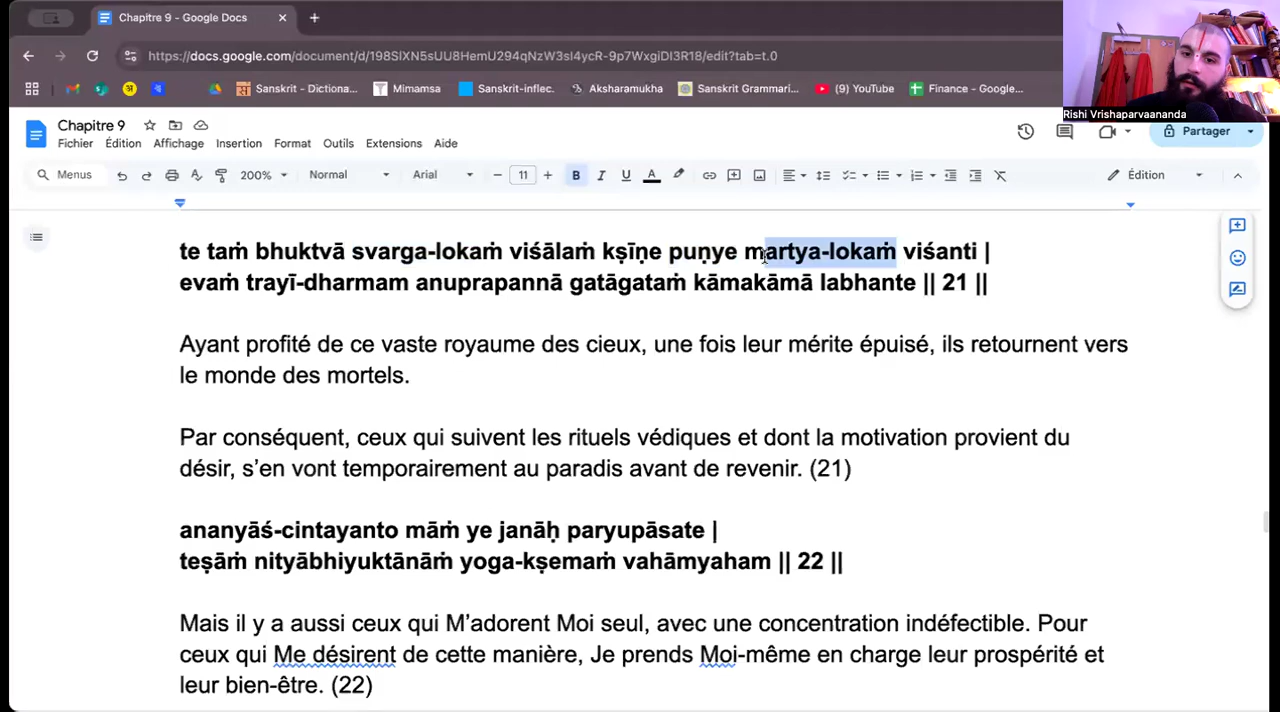 Chapitre 9 - Google Docs
https://docs.google.com/document/d/198SIXN5sUU8HemU294qNzW3sI4ycR-9p7WxgiDI3R18/edit?tab=t.0
Sanskrit - Dictiona... Mimamsa Sanskrit-inflec. Aksharamukha Sanskrit Grammari... (9) YouTube Finance – Google...
Rishi Vrishaparvaananda
Chapitre 9
Partager
Fichier Édition Affichage Insertion Format Outils Extensions Aide
Menus 200% Normal Arial 11 B I U A Édition
te taṁ bhuktvā svarga-lokaṁ viśālaṁ kṣīṇe puṇye martya-lokaṁ viśanti |
evaṁ trayī-dharmam anuprapannā gatāgataṁ kāmakāmā labhante || 21 ||
Ayant profité de ce vaste royaume des cieux, une fois leur mérite épuisé, ils retournent vers
le monde des mortels.
Par conséquent, ceux qui suivent les rituels védiques et dont la motivation provient du
désir, s’en vont temporairement au paradis avant de revenir. (21)
ananyāś-cintayanto māṁ ye janāḥ paryupāsate |
teṣāṁ nityābhiyuktānāṁ yoga-kṣemaṁ vahāmyaham || 22 ||
Mais il y a aussi ceux qui M’adorent Moi seul, avec une concentration indéfectible. Pour
ceux qui Me désirent de cette manière, Je prends Moi-même en charge leur prospérité et
leur bien-être. (22)